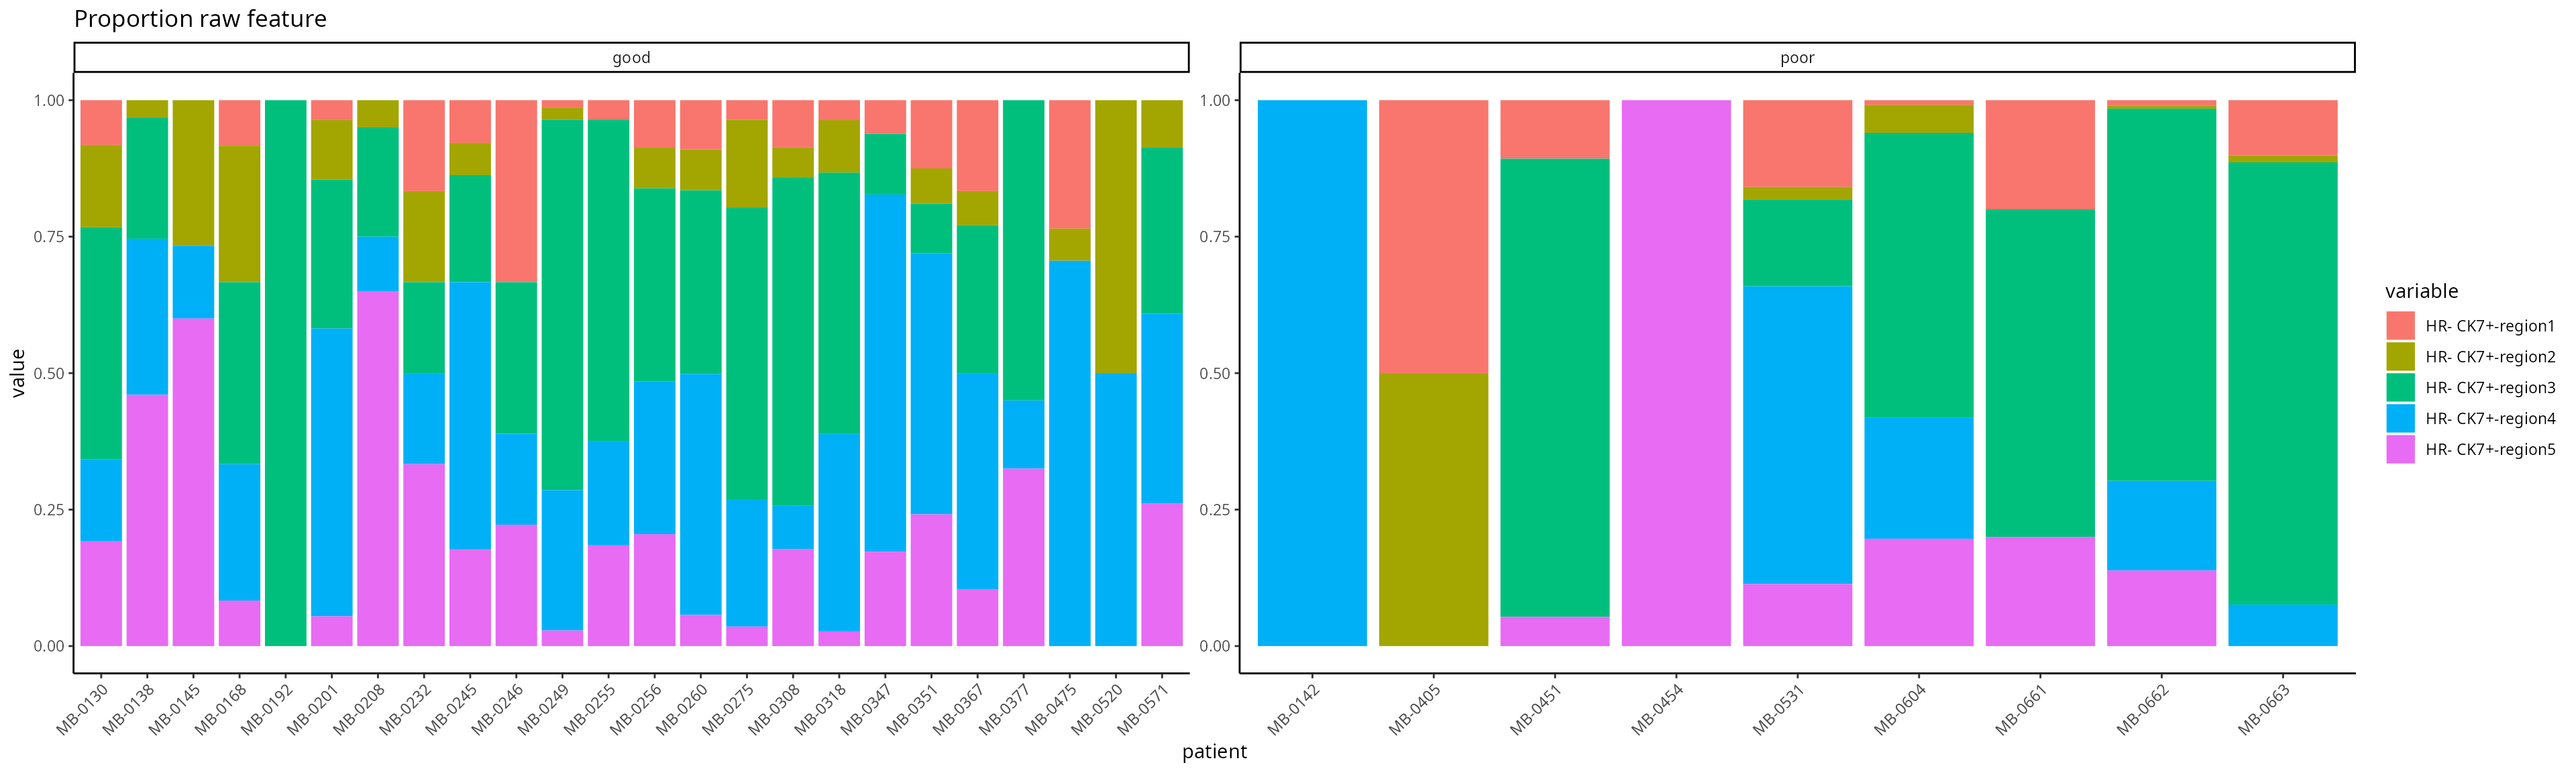 Proportion raw feature
good
poor
value
1.00
0.75
0.50
0.25
0.00
1.00
0.75
0.50
0.25
0.00
MB-0130
MB-0138
MB-0145
MB-0168
MB-0192
MB-0201
MB-0208
MB-0232
MB-0245
MB-0246
MB-0249
MB-0255
MB-0256
MB-0260
MB-0275
MB-0308
MB-0318
MB-0347
MB-0351
MB-0367
MB-0377
MB-0475
MB-0520
MB-0571
MB-0142
MB-0405
MB-0451
MB-0454
MB-0531
MB-0604
MB-0661
MB-0662
MB-0663
patient
variable
HR- CK7+-region1
HR- CK7+-region2
HR- CK7+-region3
HR- CK7+-region4
HR- CK7+-region5